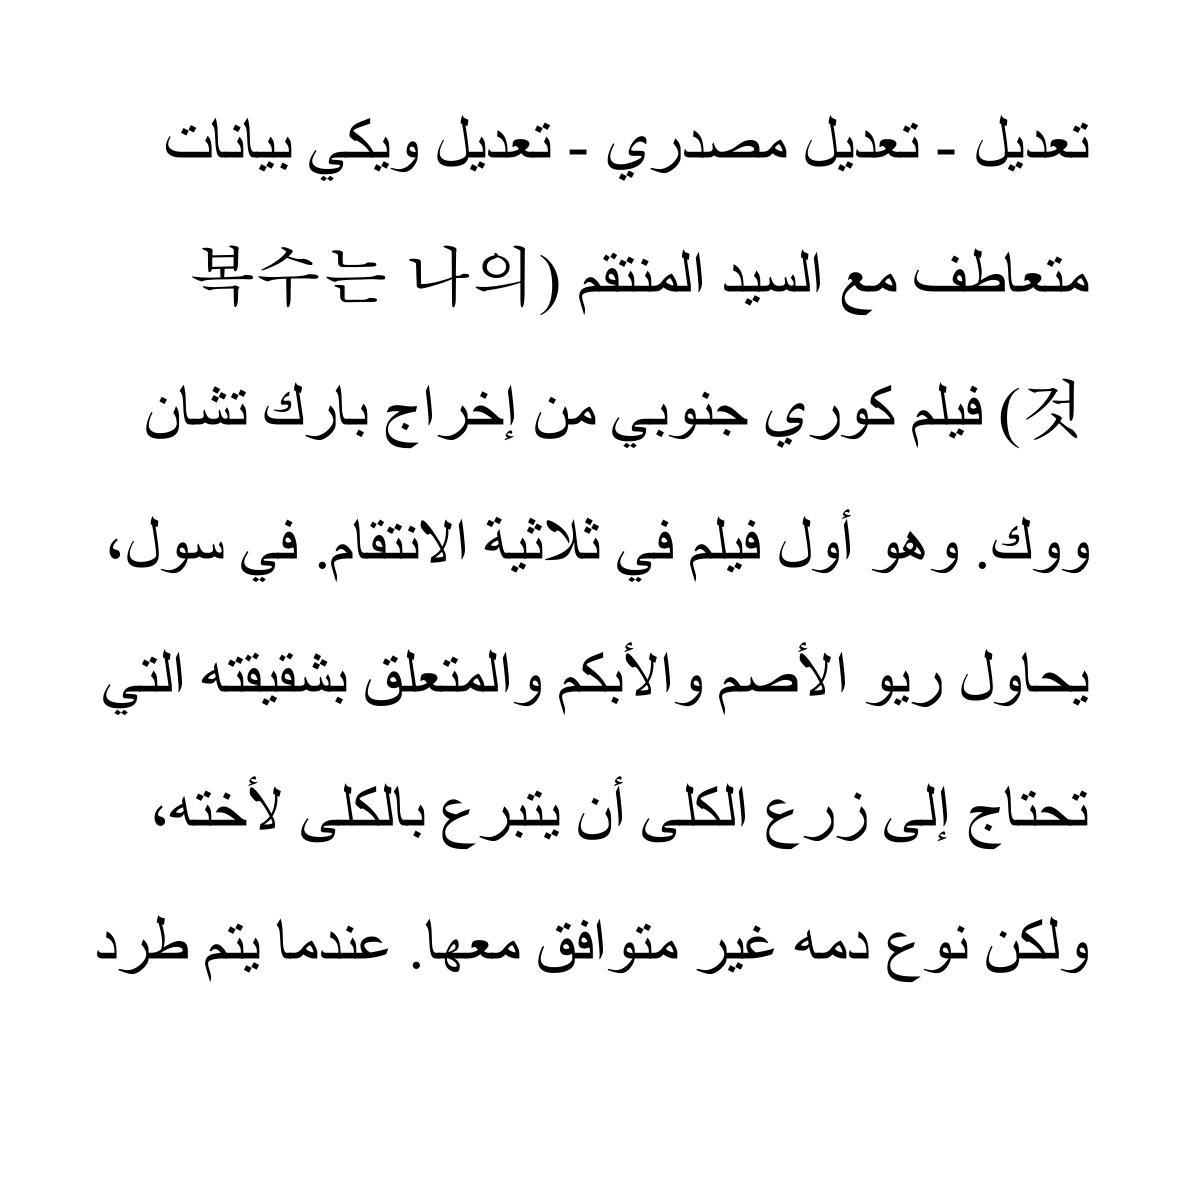 تعديل - تعديل مصدري - تعديل ويكي بيانات
متعاطف مع السيد المنتقم (복수는 나의
것) فيلم كوري جنوبي من إخراج بارك تشان
ووك. وهو أول فيلم في ثلاثية الانتقام. في سول،
يحاول ريو الأصم والأبكم والمتعلق بشقيقته التي
تحتاج إلى زرع الكلى أن يتبرع بالكلى لأخته،
ولكن نوع دمه غير متوافق معها. عندما يتم طرد